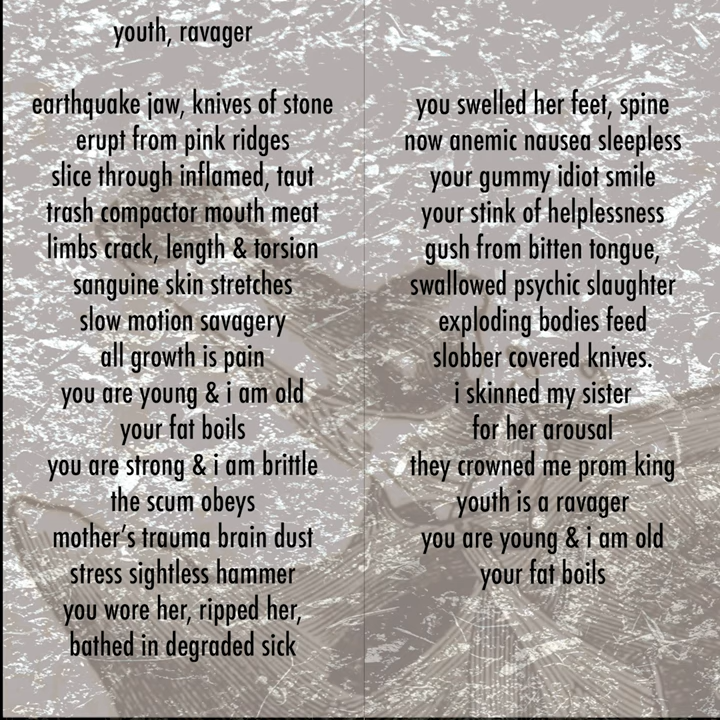 youth, ravager
earthquake jaw, knives of stone
erupt from pink ridges
slice through inflamed, taut
trash compactor mouth meat
limbs crack, length & torsion
sanguine skin stretches
slow motion savagery
all growth is pain
you are young & i am old
your fat boils
you are strong & i am brittle
the scum obeys
mother's trauma brain dust
stress sightless hammer
you wore her, ripped her,
bathed in degraded sick
you swelled her feet, spine
now anemic nausea sleepless
your gummy idiot smile
your stink of helplessness
gush from bitten tongue,
swallowed psychic slaughter
exploding bodies feed
slobber covered knives.
i skinned my sister
for her arousal
they crowned me prom king
youth is a ravager
you are young & i am old
your fat boils